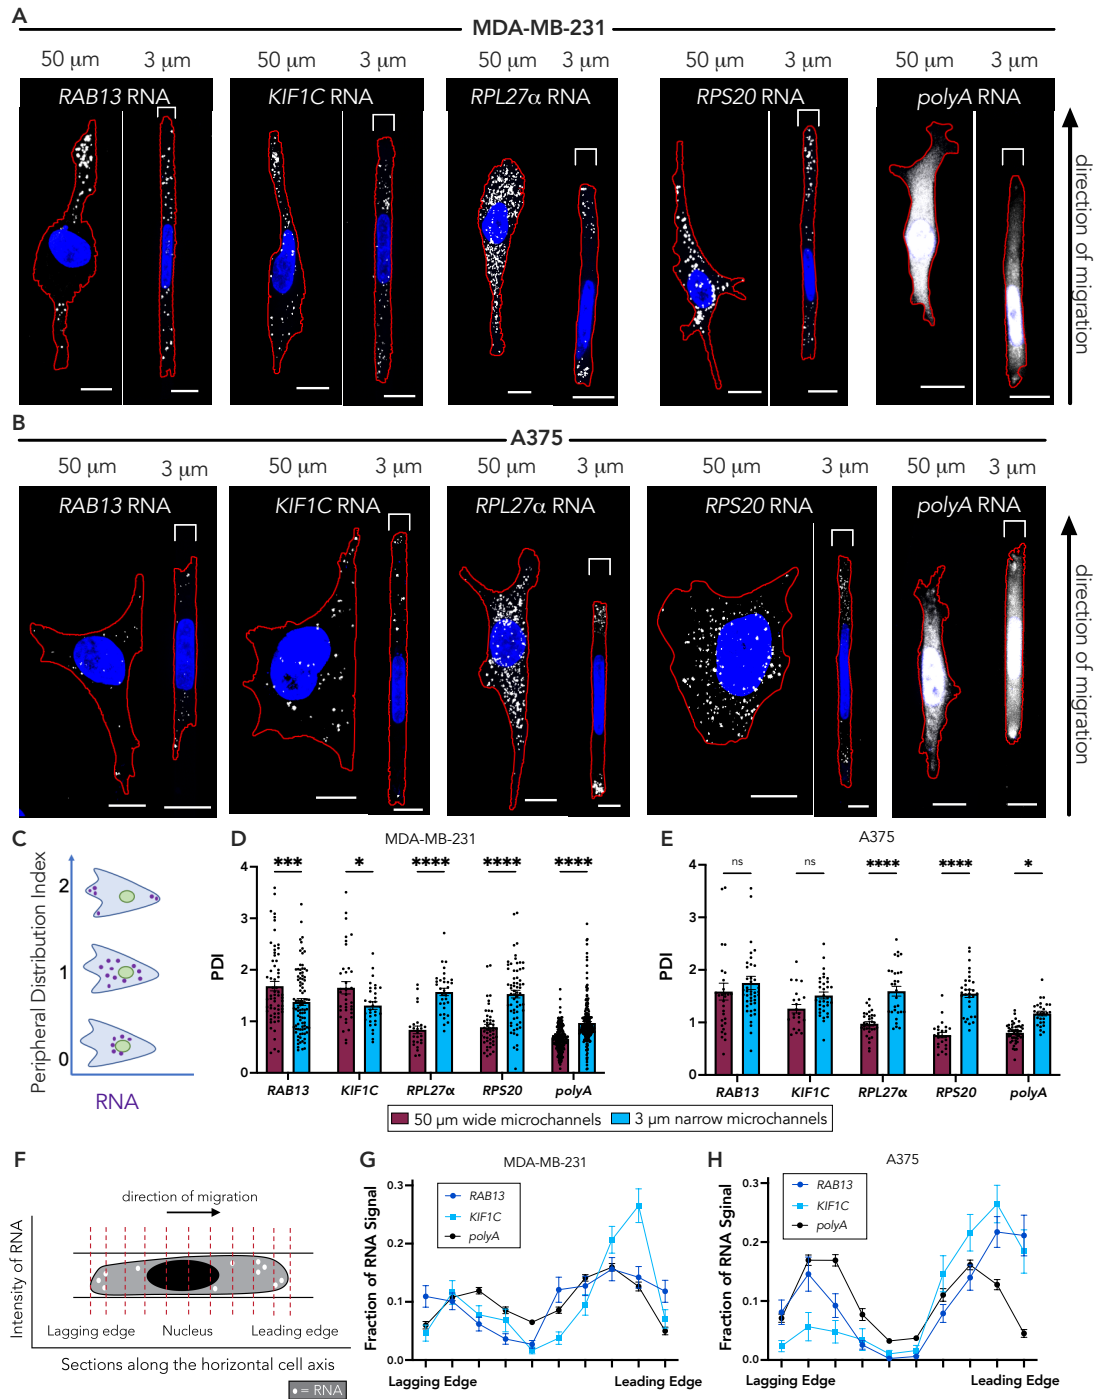 A
MDA-MB-231
50 μm 3 μm 50 μm 3 μm 50 μm 3 μm 50 μm 3 μm 50 μm 3 μm
RAB13 RNA KIF1C RNA RPL27α RNA RPS20 RNA polyA RNA
direction of migration
B
A375
50 μm 3 μm 50 μm 3 μm 50 μm 3 μm 50 μm 3 μm 50 μm 3 μm
RAB13 RNA KIF1C RNA RPL27α RNA RPS20 RNA polyA RNA
direction of migration
C
Peripheral Distribution Index
2
1
0
RNA
D
MDA-MB-231
PDI
4
3
2
1
0
*** * **** **** ****
RAB13 KIF1C RPL27α RPS20 polyA
E
A375
PDI
4
3
2
1
0
ns ns **** **** *
RAB13 KIF1C RPL27α RPS20 polyA
50 μm wide microchannels 3 μm narrow microchannels
F
direction of migration
Intensity of RNA
Lagging edge Nucleus Leading edge
Sections along the horizontal cell axis
= RNA
G
MDA-MB-231
Fraction of RNA Signal
0.3
0.2
0.1
0.0
RAB13
KIF1C
polyA
Lagging Edge Leading Edge
H
A375
Fraction of RNA Sginal
0.3
0.2
0.1
0.0
RAB13
KIF1C
polyA
Lagging Edge Leading Edge